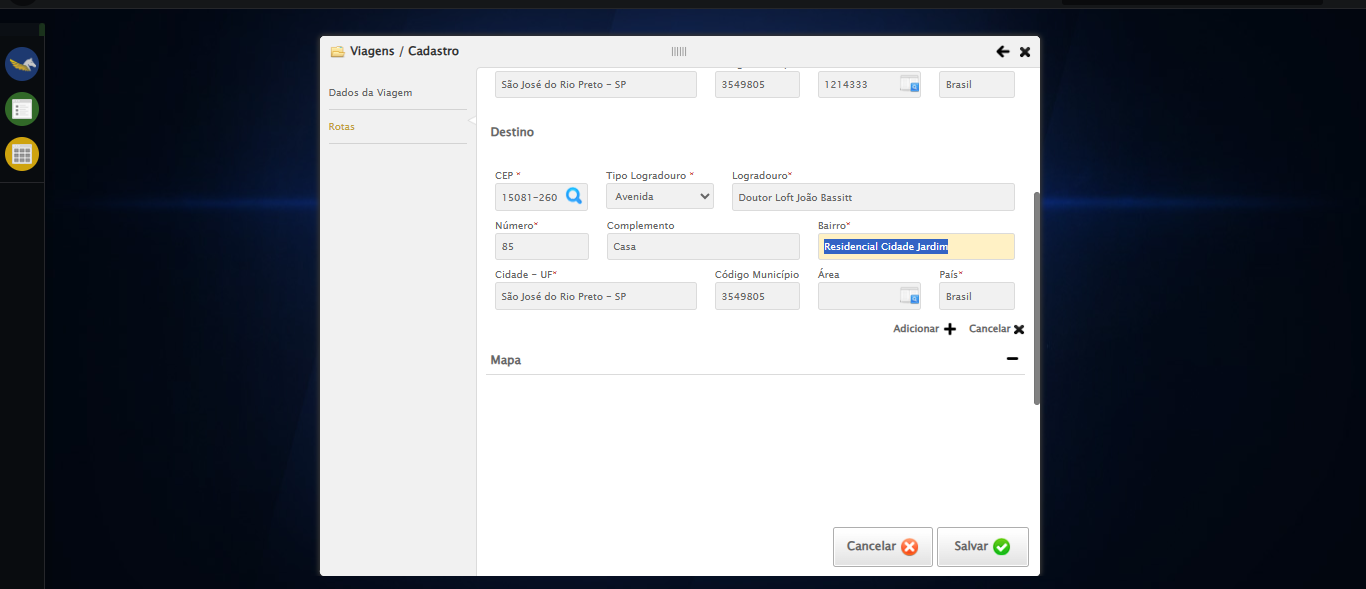 Viagens / Cadastro
Dados da Viagem
Rotas
São José do Rio Preto - SP 3549805 1214333 Brasil
Destino
CEP * Tipo Logradouro * Logradouro*
15081-260 Avenida Doutor Loft João Bassitt
Número* Complemento Bairro*
85 Casa Residencial Cidade Jardim
Cidade - UF* Código Município Área País*
São José do Rio Preto - SP 3549805 Brasil
Adicionar Cancelar
Mapa
Cancelar Salvar